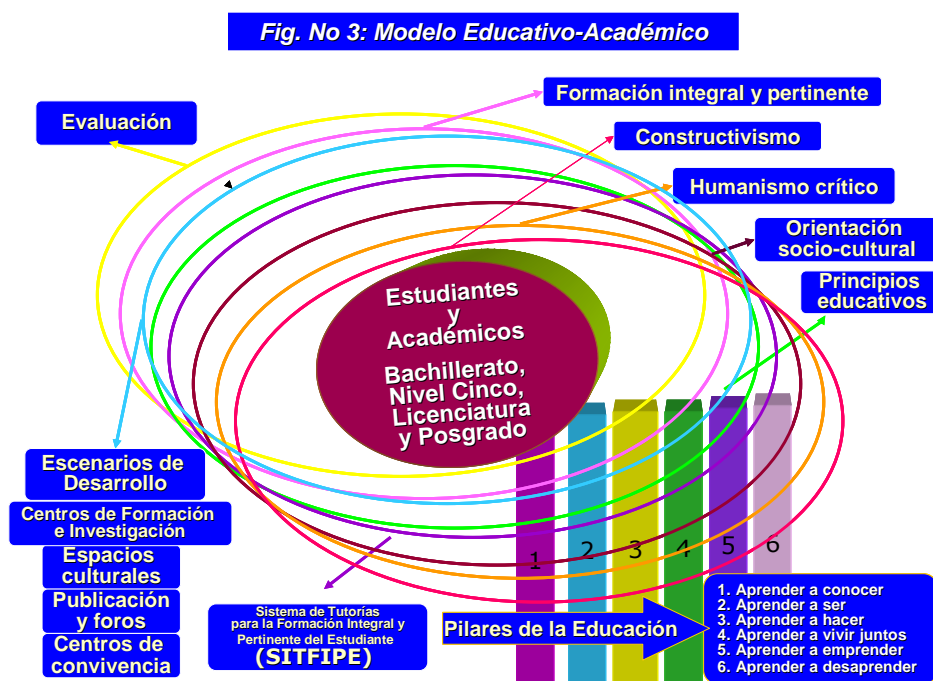 Fig. No 3: Modelo Educativo-Académico
Evaluación
Formación integral y pertinente
Constructivismo
Humanismo crítico
Orientación
socio-cultural
Principios
educativos
Estudiantes
y
Académicos
Bachillerato,
Nivel Cinco,
Licenciatura
y Posgrado
Escenarios de
Desarrollo
Centros de Formación
e Investigación
Espacios
culturales
Publicación
y foros
Centros de
convivencia
Sistema de Tutorías
para la Formación Integral y
Pertinente del Estudiante
(SITFIPE)
1 2 3 4 5 6
Pilares de la Educación
1. Aprender a conocer
2. Aprender a ser
3. Aprender a hacer
4. Aprender a vivir juntos
5. Aprender a emprender
6. Aprender a desaprender